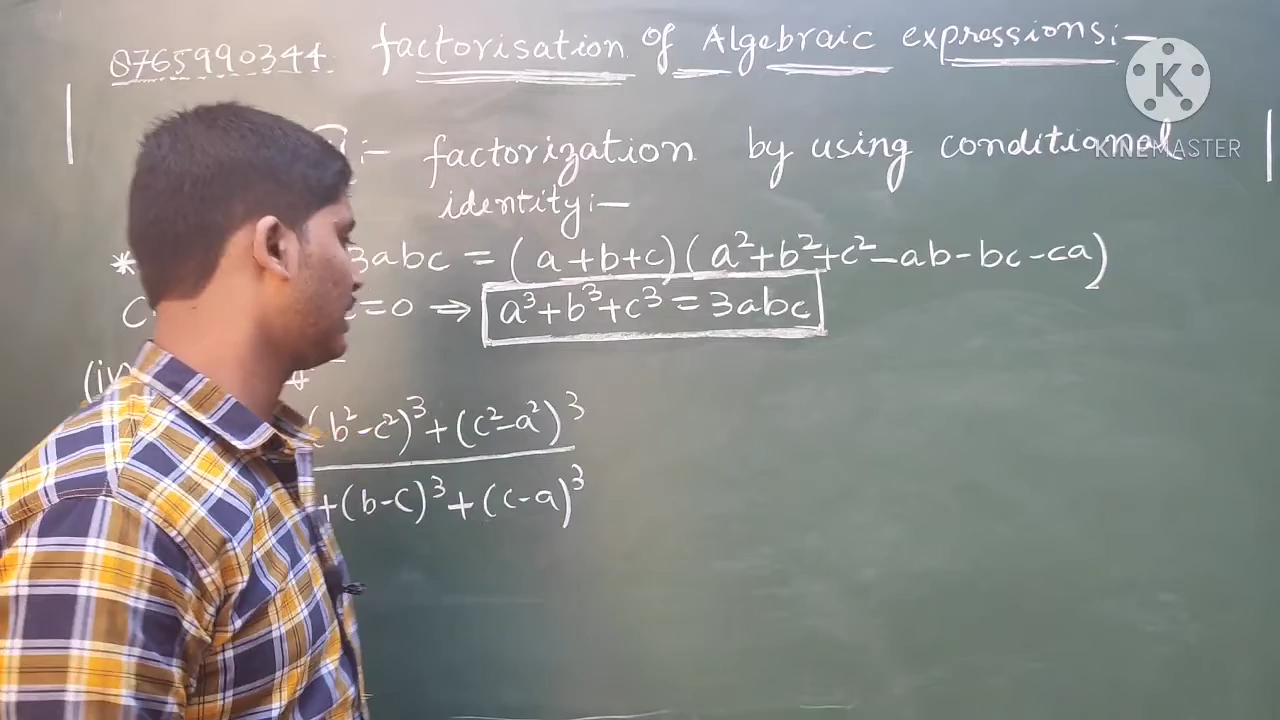 8765990344 factorisation of Algebraic expressions:-
:- factorization by using conditional
identity:-
* 3abc = (a+b+c)(a²+b²+c²-ab-bc-ca)
=0 ⇒ a³+b³+c³=3abc
(b²-c²)³+(c²-a²)³
+(b-c)³+(c-a)³
K
KINEMASTER